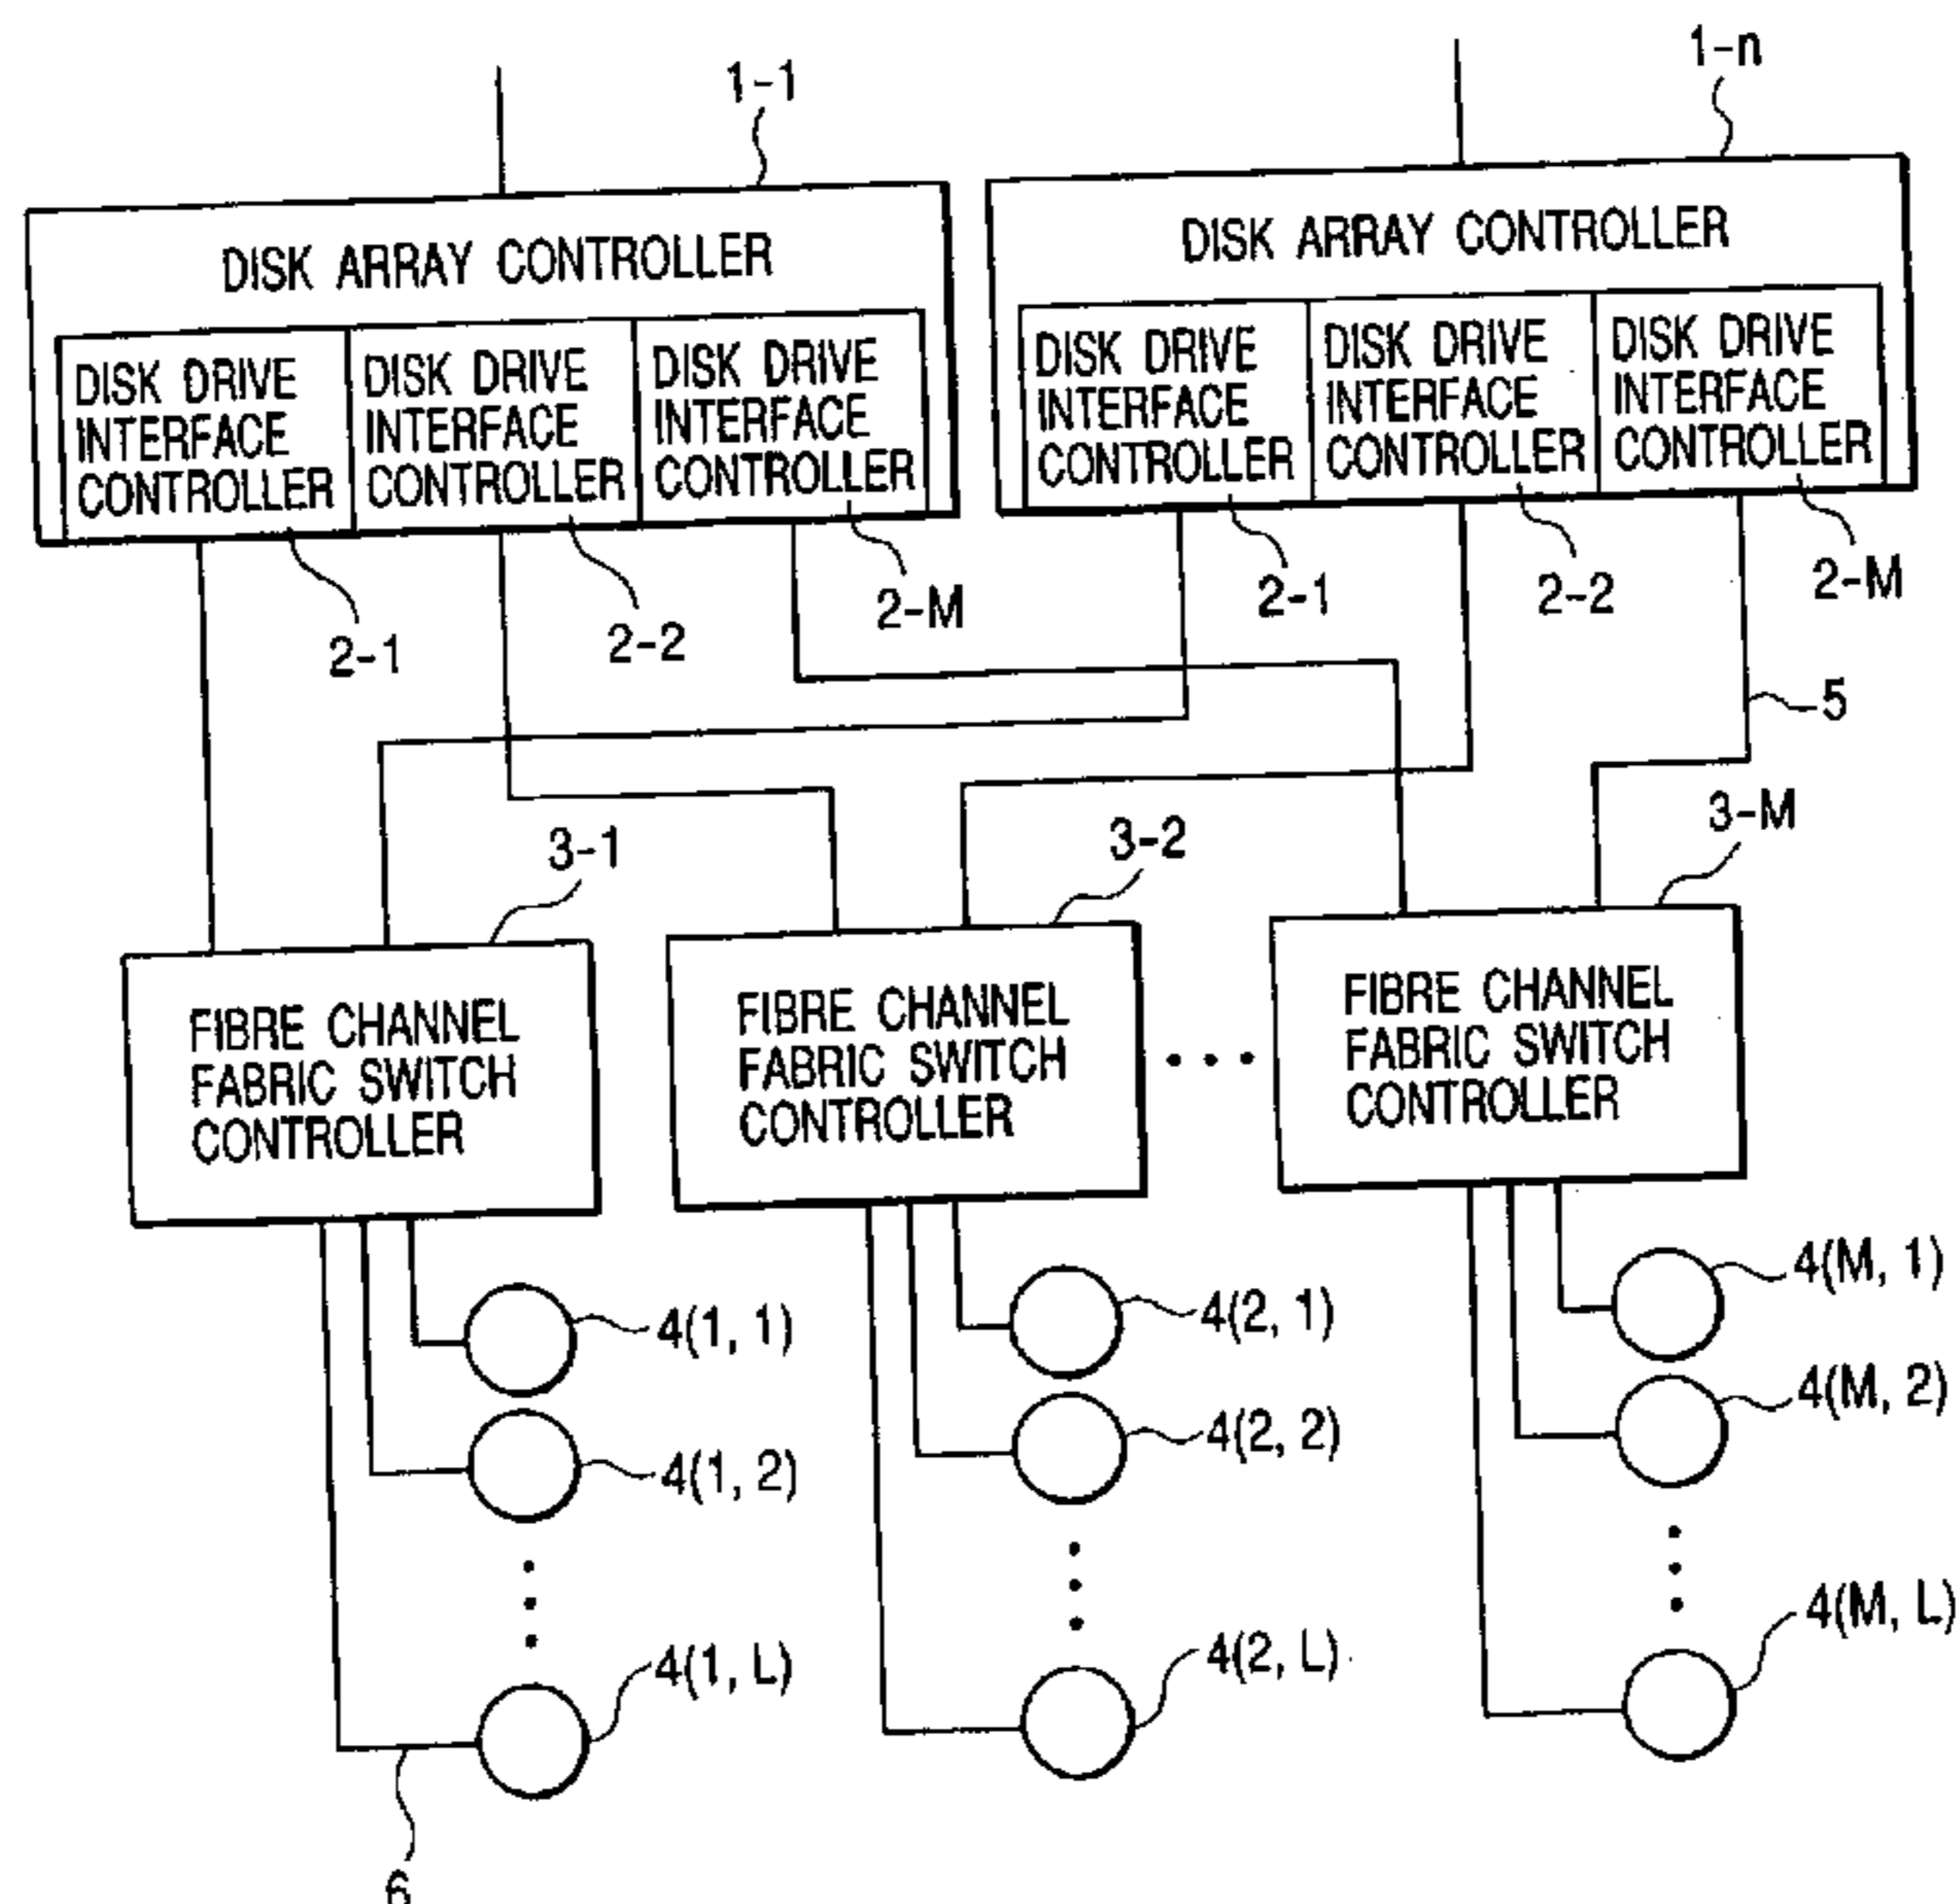 1-1
1-n
DISK ARRAY CONTROLLER
DISK ARRAY CONTROLLER
DISK DRIVE
INTERFACE
CONTROLLER
DISK DRIVE
INTERFACE
CONTROLLER
DISK DRIVE
INTERFACE
CONTROLLER
DISK DRIVE
INTERFACE
CONTROLLER
DISK DRIVE
INTERFACE
CONTROLLER
DISK DRIVE
INTERFACE
CONTROLLER
2-1
2-2
2-M
2-1
2-2
2-M
5
3-1
3-2
3-M
FIBRE CHANNEL
FABRIC SWITCH
CONTROLLER
FIBRE CHANNEL
FABRIC SWITCH
CONTROLLER
FIBRE CHANNEL
FABRIC SWITCH
CONTROLLER
4(1, 1)
4(2, 1)
4(M, 1)
4(1, 2)
4(2, 2)
4(M, 2)
4(1, L)
4(2, L)
4(M, L)
6